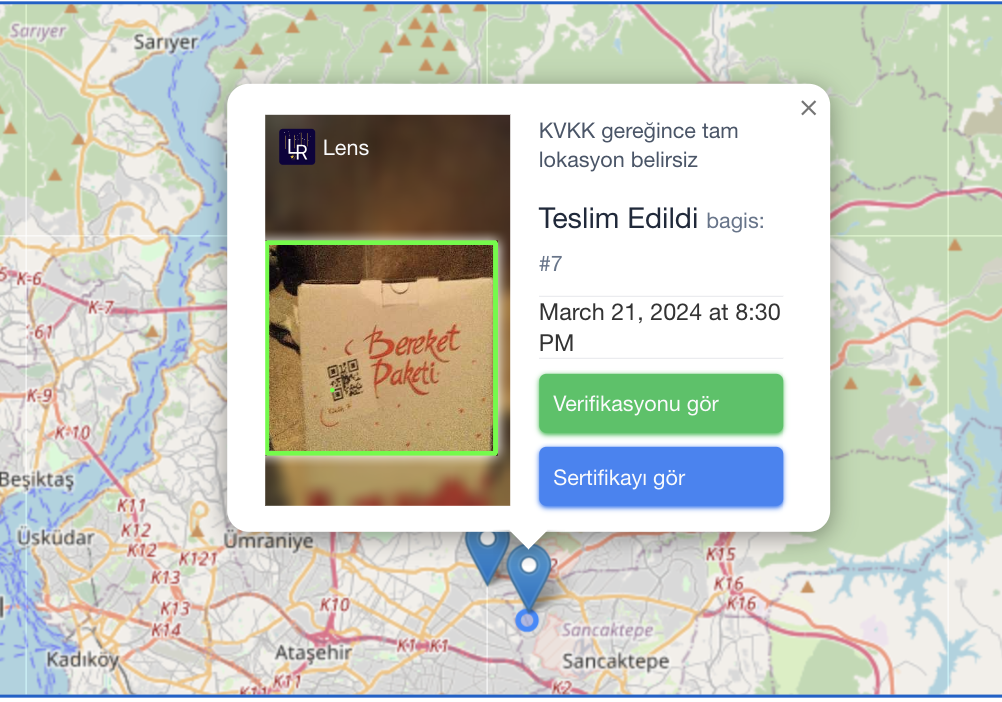 Sarıyer
Sarıyer
LR Lens
KVKK gereğince tam
lokasyon belirsiz
Teslim Edildi bagis:
#7
March 21, 2024 at 8:30
PM
Verifikasyonu gör
Sertifikayı gör
Bereket
Paketi
K-6
K-7
-61
K-9
K-10
Beşiktaş
K11
Üsküdar
K12
K12
K121
Ümraniye
K15
K13
K16
K13
K10
K16
K14
K1
K1
Sancaktepe
Kadıköy
Ataşehir
Sancaktepe
K11
K2